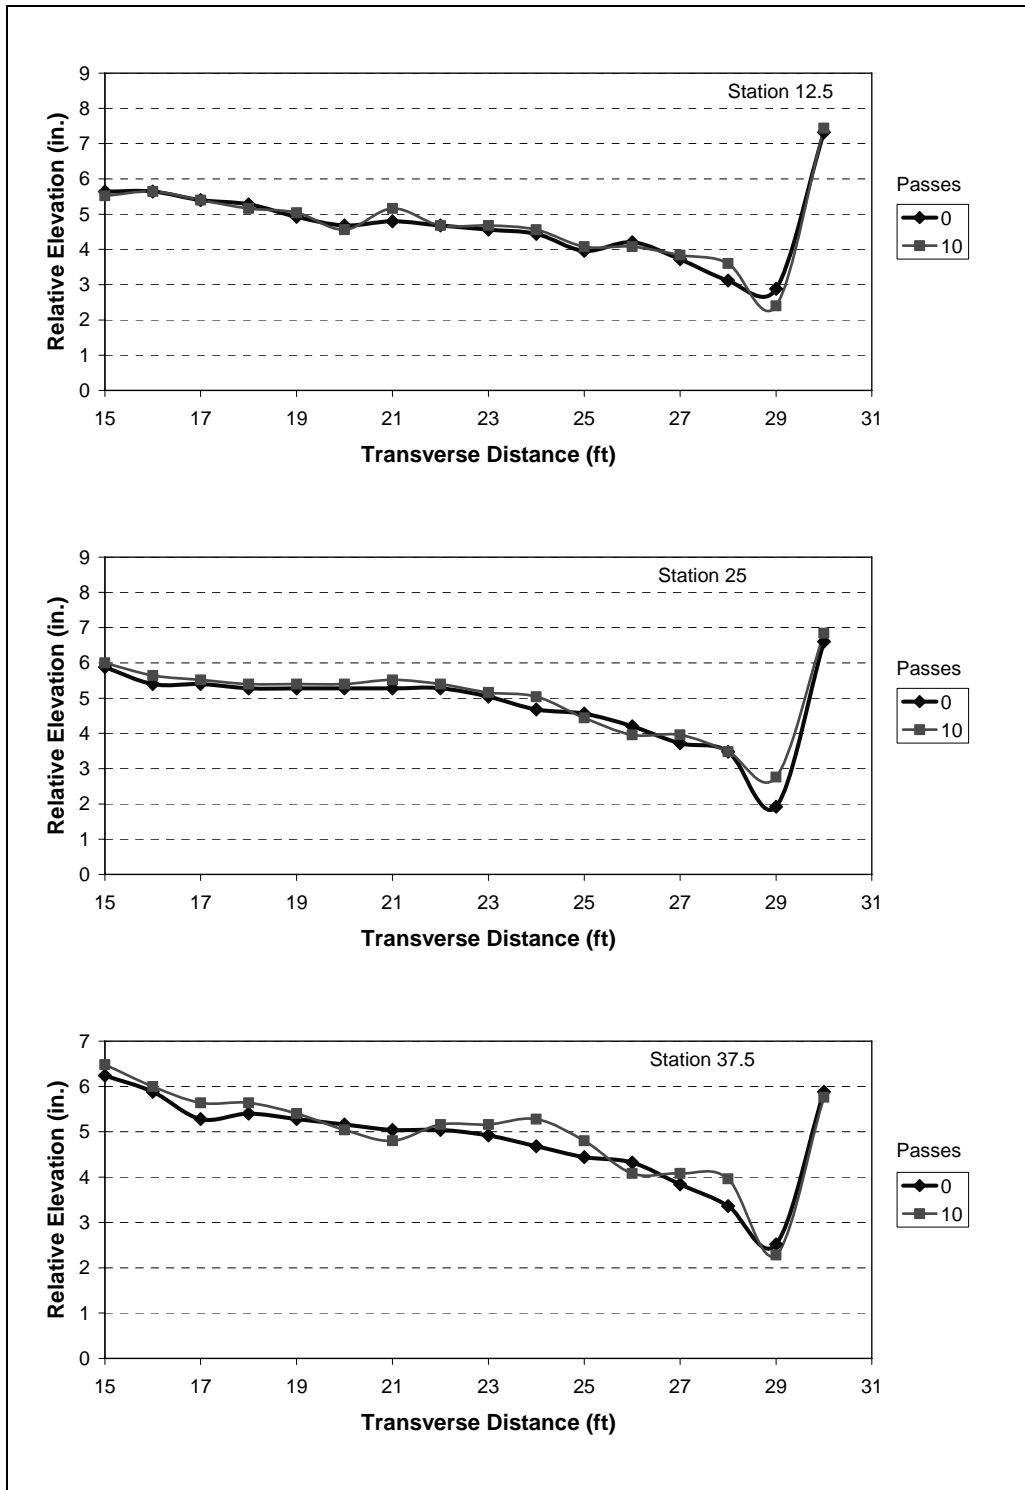 Station 12.5
Relative Elevation (in.)
9
8
7
6
5
4
3
2
1
0
15 17 19 21 23 25 27 29 31
Transverse Distance (ft)
Passes
0
10
Station 25
Relative Elevation (in.)
9
8
7
6
5
4
3
2
1
0
15 17 19 21 23 25 27 29 31
Transverse Distance (ft)
Passes
0
10
Station 37.5
Relative Elevation (in.)
7
6
5
4
3
2
1
0
15 17 19 21 23 25 27 29 31
Transverse Distance (ft)
Passes
0
10